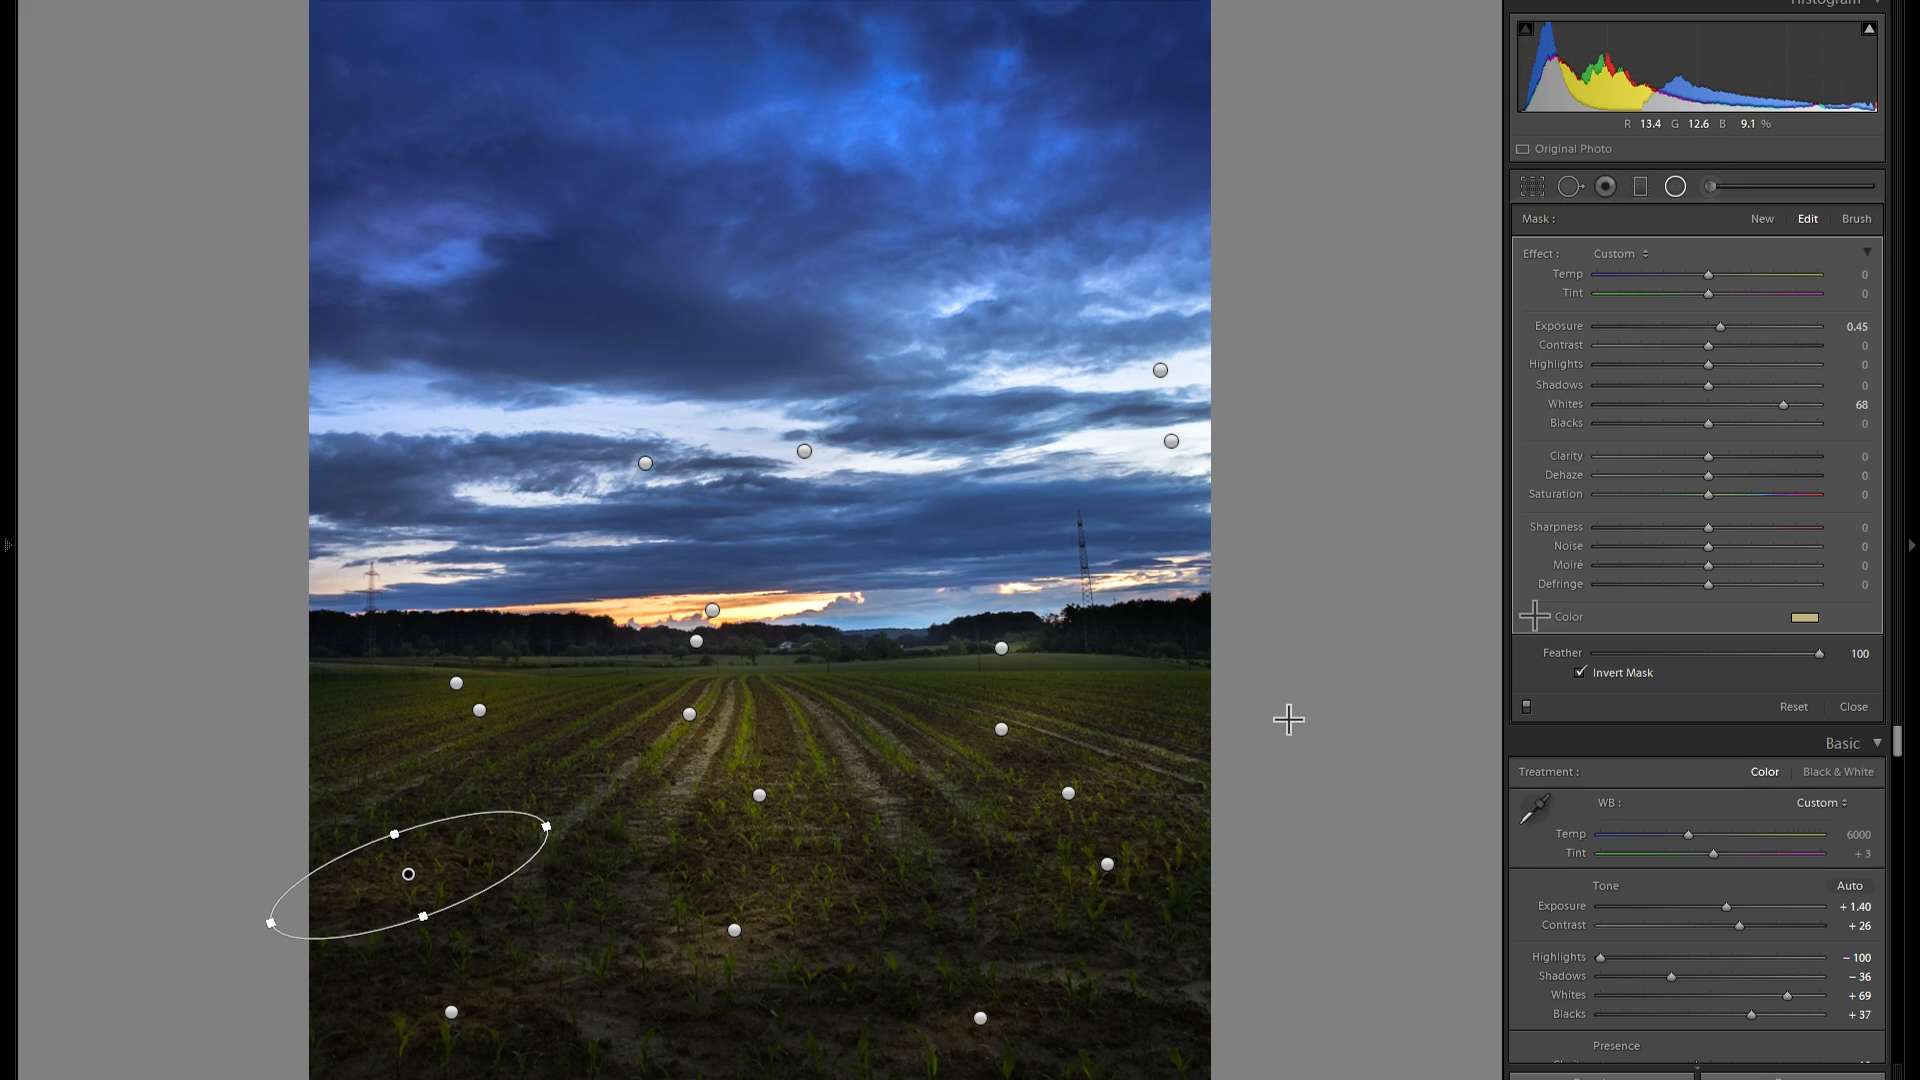 Histogram
R 13.4 G 12.6 B 9.1 %
Original Photo
Mask : New Edit Brush
Effect : Custom
Temp 0
Tint 0
Exposure 0.45
Contrast 0
Highlights 0
Shadows 0
Whites 68
Blacks 0
Clarity 0
Dehaze 0
Saturation 0
Sharpness 0
Noise 0
Moiré 0
Defringe 0
Color
Feather 100
Invert Mask
Reset Close
Basic
Treatment : Color Black & White
WB : Custom
Temp 6000
Tint + 3
Tone Auto
Exposure + 1.40
Contrast + 26
Highlights − 100
Shadows − 36
Whites + 69
Blacks + 37
Presence